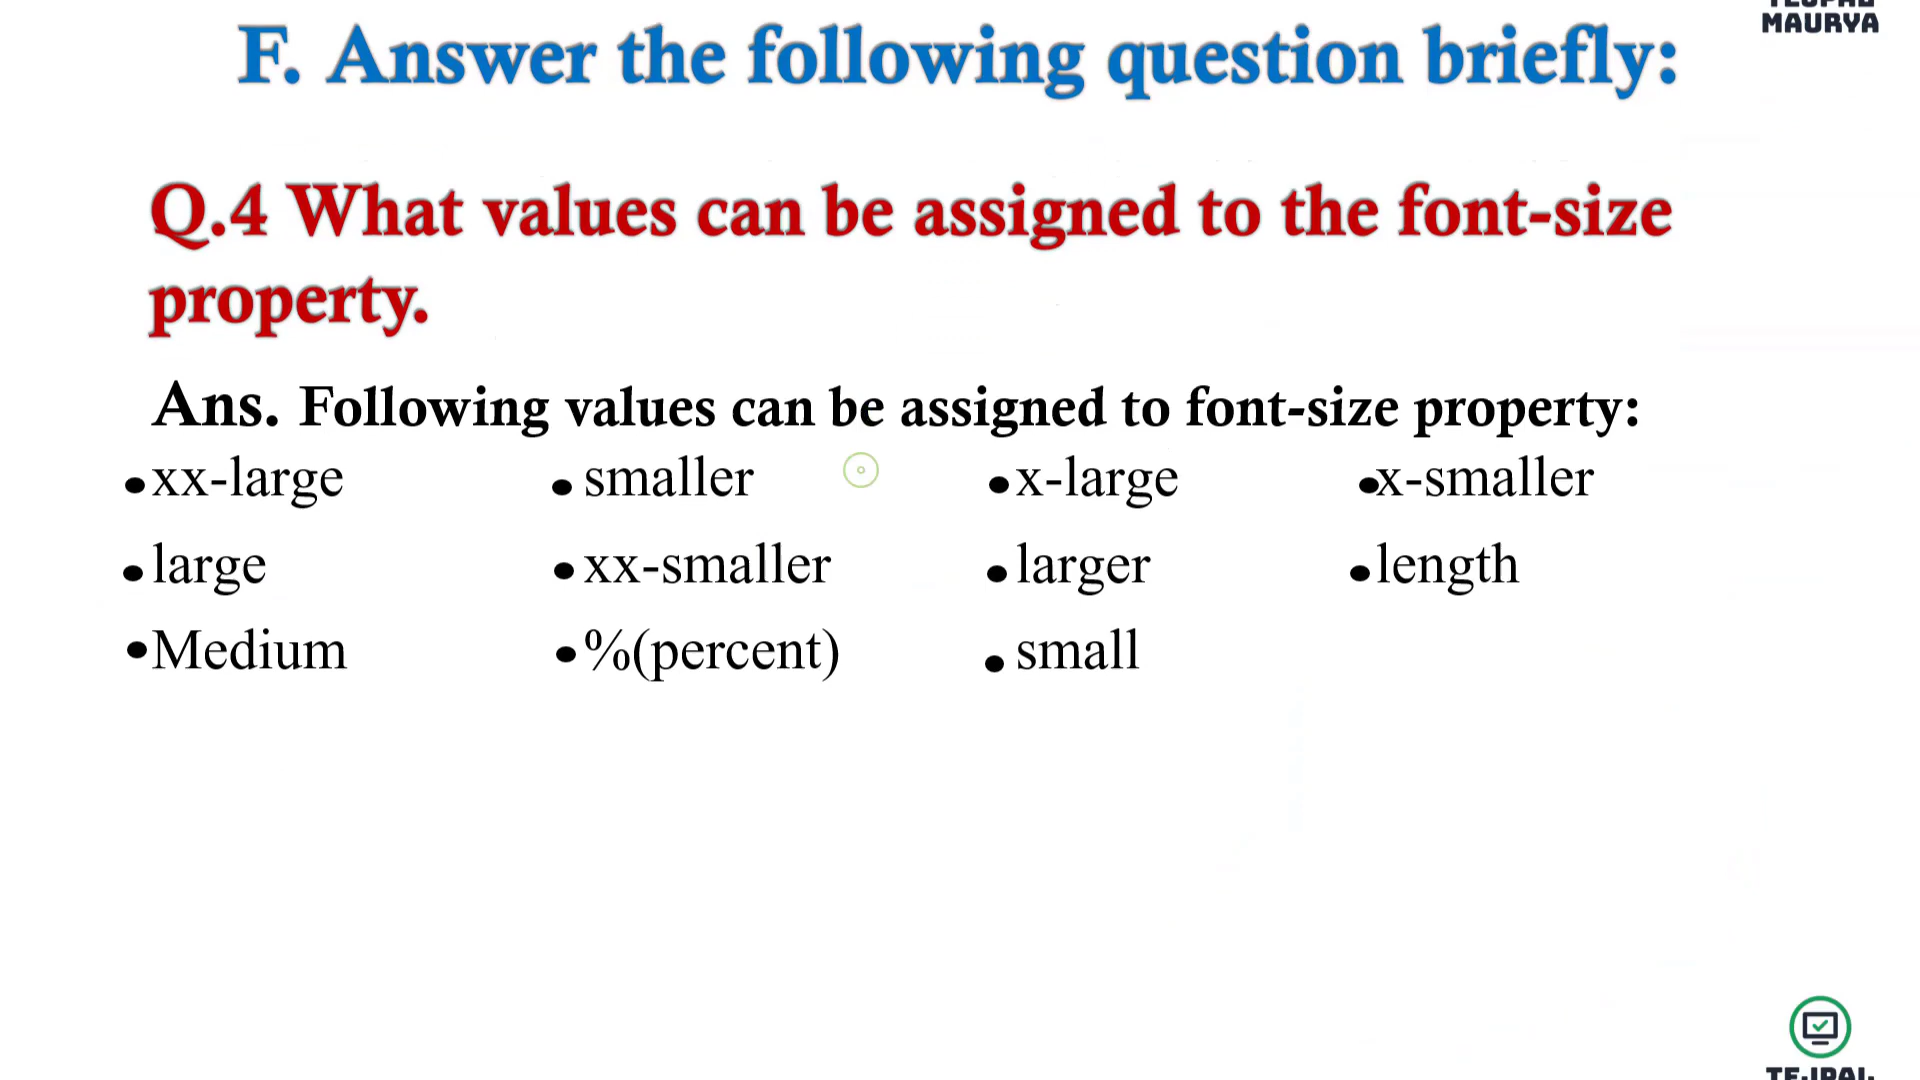 MAURYA
F. Answer the following question briefly:
Q.4 What values can be assigned to the font-size
property.
Ans. Following values can be assigned to font-size property:
•xx-large • smaller •x-large •x-smaller
•large •xx-smaller •larger •length
•Medium •%(percent) • small